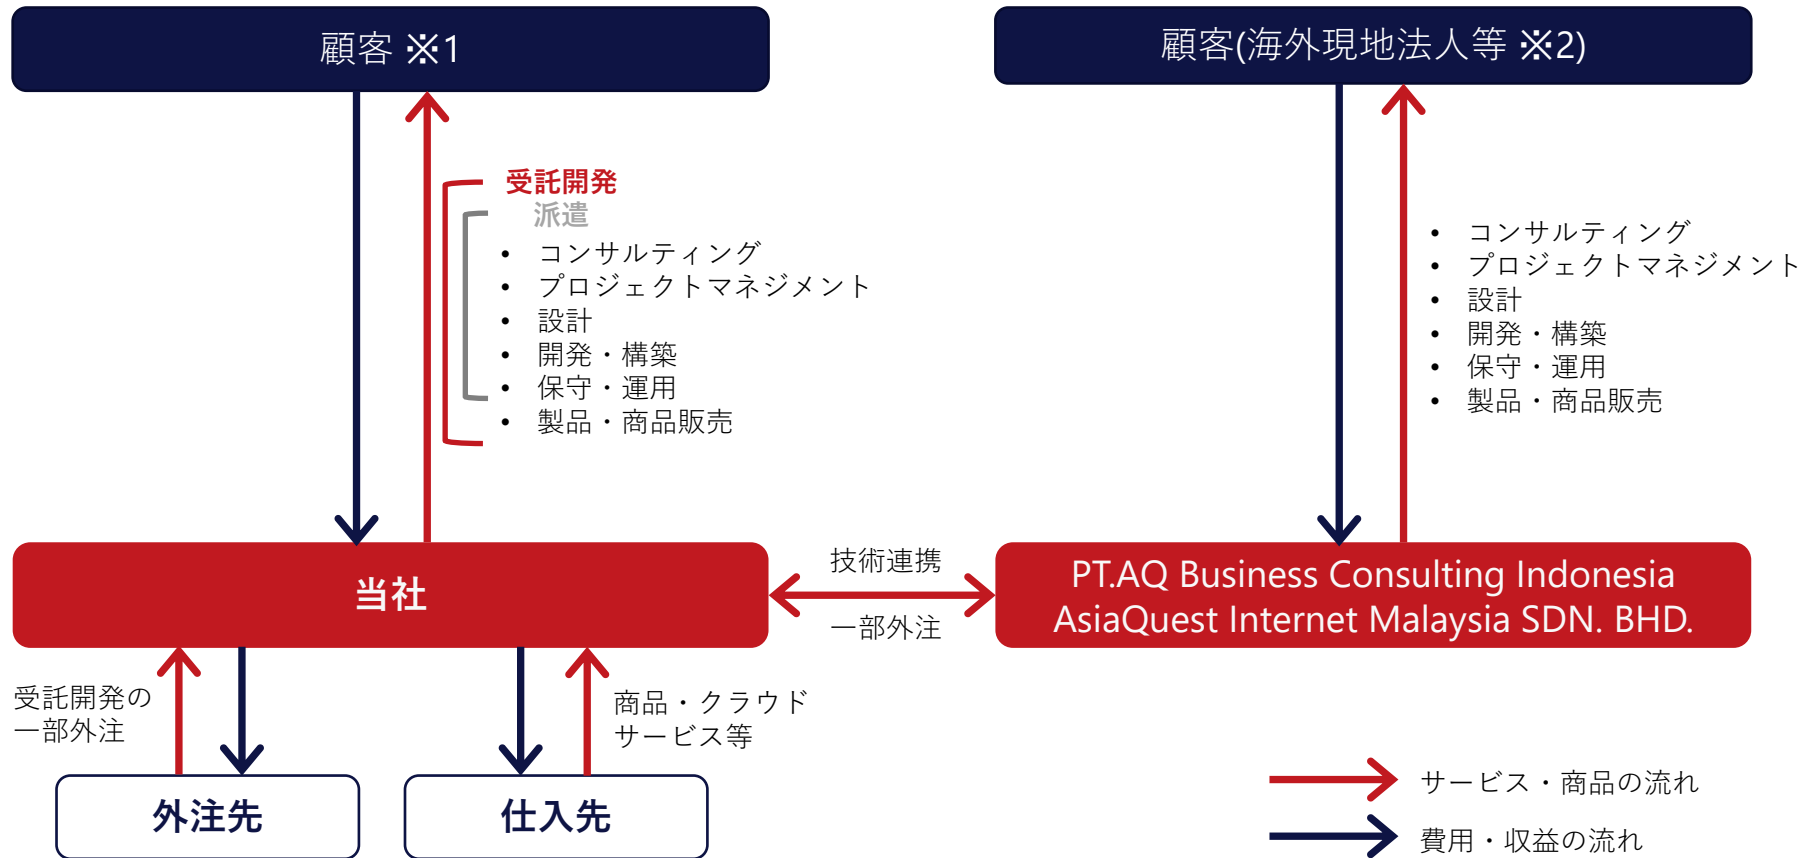 顧客 ※1
顧客(海外現地法人等 ※2)
受託開発
派遣
• コンサルティング
• プロジェクトマネジメント
• 設計
• 開発・構築
• 保守・運用
• 製品・商品販売
• コンサルティング
• プロジェクトマネジメント
• 設計
• 開発・構築
• 保守・運用
• 製品・商品販売
当社
技術連携
一部外注
PT.AQ Business Consulting Indonesia
AsiaQuest Internet Malaysia SDN. BHD.
受託開発の
一部外注
商品・クラウド
サービス等
外注先
仕入先
サービス・商品の流れ
費用・収益の流れ